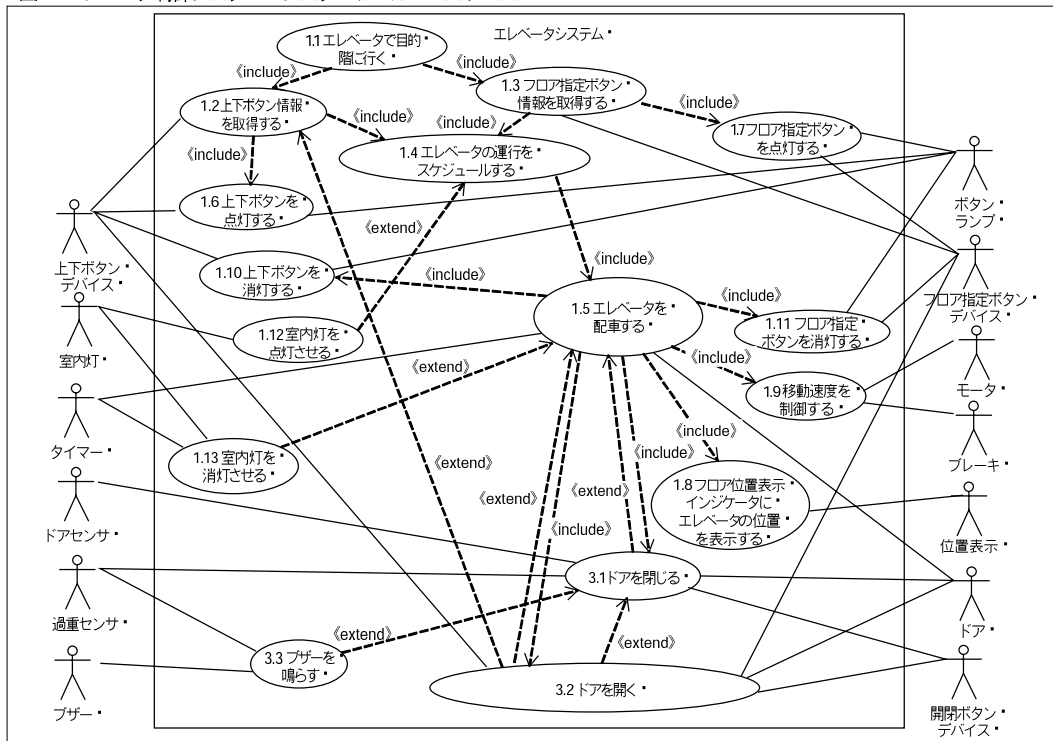 エレベータシステム
1.1 エレベータで目的
階に行く
《include》
《include》
1.3 フロア指定ボタン
情報を取得する
1.2 上下ボタン情報
を取得する
《include》
《include》
《include》
1.7フロア指定ボタン
を点灯する
《include》
1.4 エレベータの運行を
スケジュールする
1.6 上下ボタンを
点灯する
《extend》
《include》
ボタン
ランプ
上下ボタン
デバイス
1.10 上下ボタンを
消灯する
《include》
1.5 エレベータを
配車する
《include》
フロア指定ボタン
デバイス
1.11 フロア指定
ボタンを消灯する
1.12 室内灯を
点灯させる
室内灯
《extend》
《include》
1.9 移動速度を
制御する
モータ
タイマー
1.13 室内灯を
消灯させる
《include》
《include》
《extend》
《extend》
《extend》
《include》
ブレーキ
1.8 フロア位置表示
インジケータに
エレベータの位置
を表示する
ドアセンサ
位置表示
3.1ドアを閉じる
過重センサ
《extend》
《extend》
ドア
3.3 ブザーを
鳴らす
3.2 ドアを開く
ブザー
開閉ボタン
デバイス